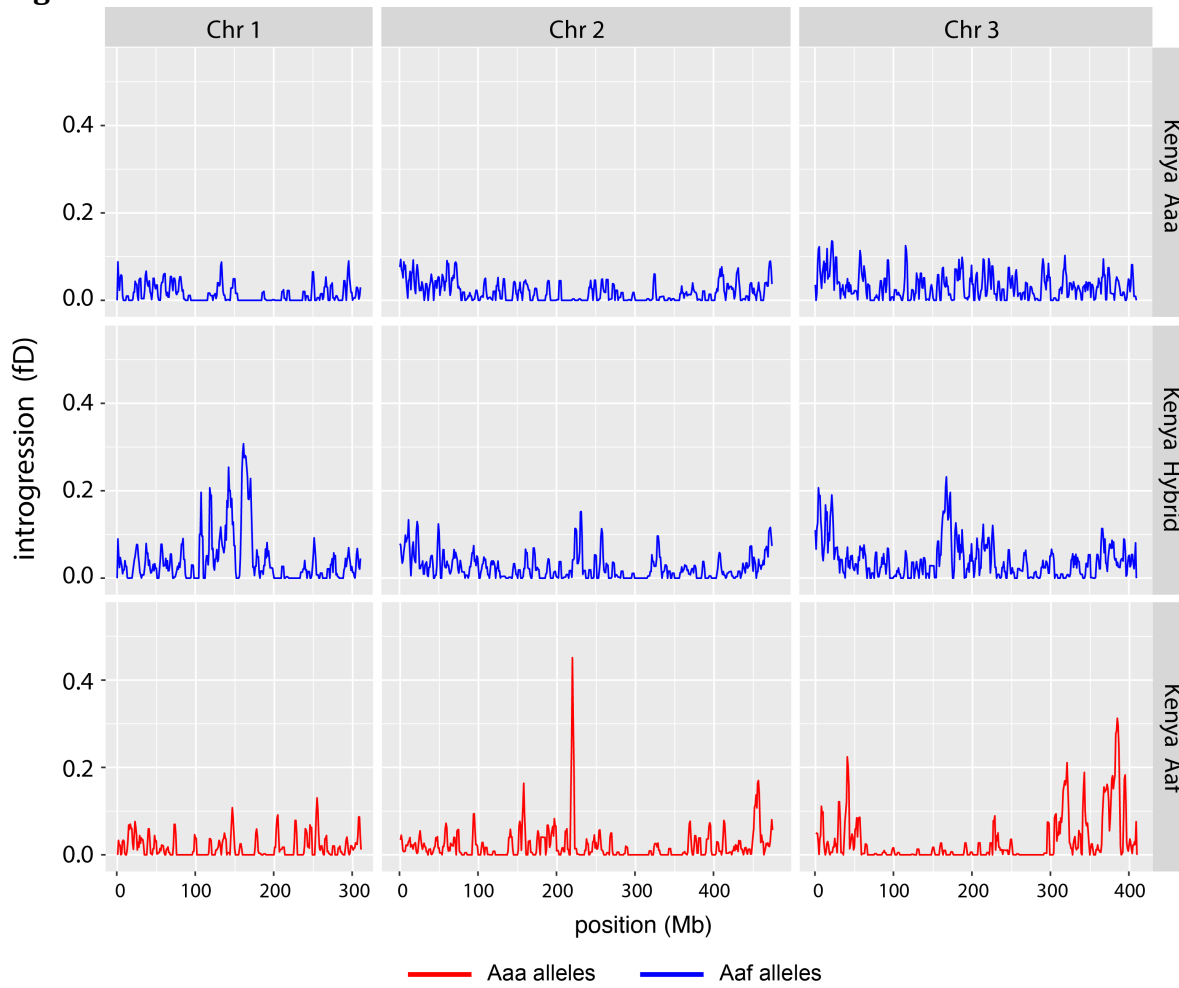 g
Chr 1 Chr 2 Chr 3
introgression (fD)
0.4
0.2
0.0
Kenya Aaa
0.4
0.2
0.0
Kenya Hybrid
0.4
0.2
0.0
Kenya Aaf
0 100 200 300 0 100 200 300 400 0 100 200 300 400
position (Mb)
Aaa alleles Aaf alleles